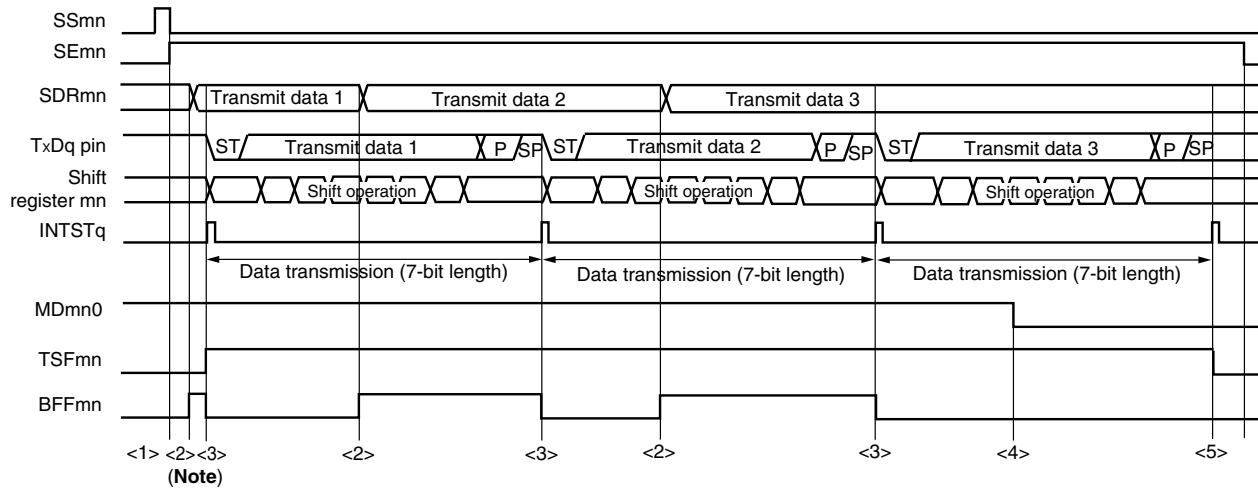 SSmn
SEmn
SDRmn Transmit data 1 Transmit data 2 Transmit data 3
TxDq pin ST Transmit data 1 P SP ST Transmit data 2 P SP ST Transmit data 3 P SP
Shift
register mn Shift operation Shift operation Shift operation
INTSTq
Data transmission (7-bit length) Data transmission (7-bit length) Data transmission (7-bit length)
MDmn0
TSFmn
BFFmn
<1> <2> <3> <2> <3> <2> <3> <4> <5>
(Note)